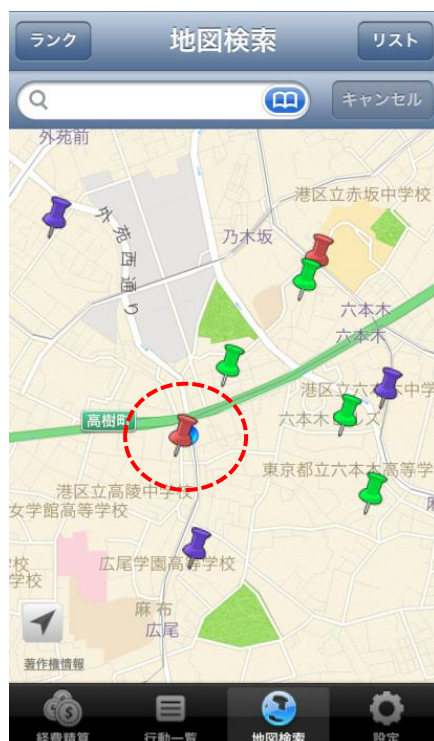 ランク
地図検索
リスト
キャンセル
外苑前
港区立赤坂中学校
外苑西通り
乃木坂
六本木
六本木
港区立六本木中学
高樹町
六本木ヒルズ
東京都立六本木高等学
港区立高陵中学校
女学館高等学校
校
学校
広尾学園高等学校
麻布
広尾
著作権情報
経費精算
行動一覧
地図検索
設定